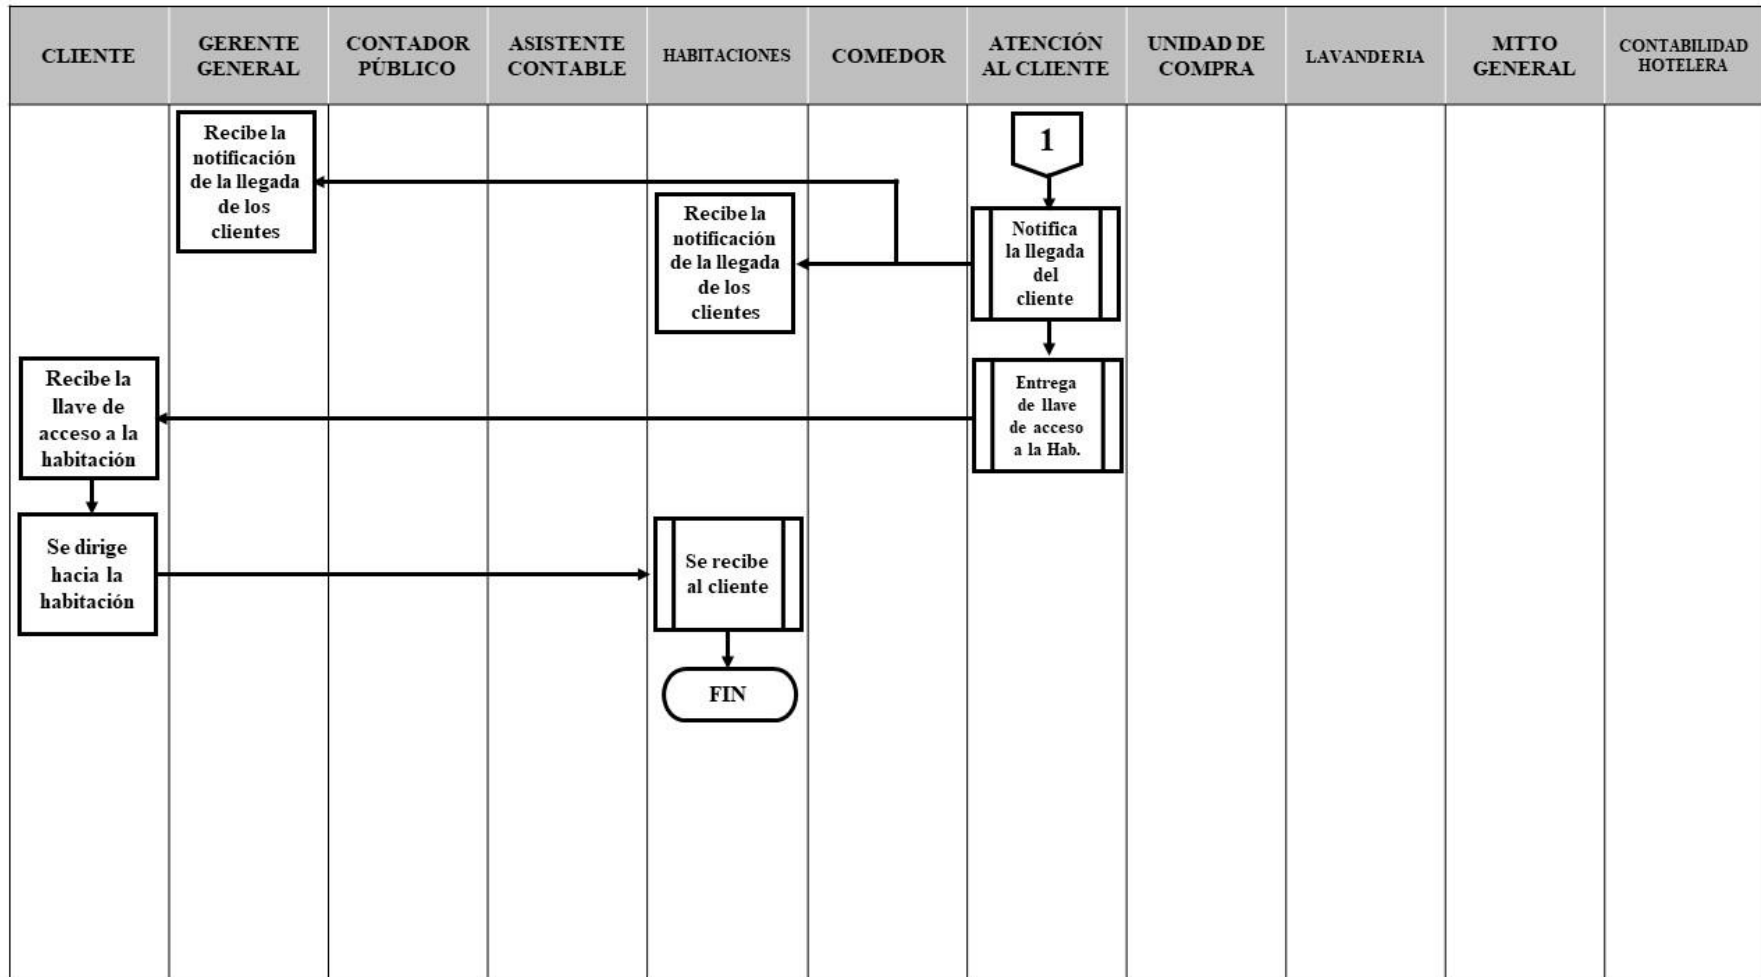 CLIENTE
GERENTE
GENERAL
CONTADOR
PÚBLICO
ASISTENTE
CONTABLE
HABITACIONES
COMEDOR
ATENCIÓN
AL CLIENTE
UNIDAD DE
COMPRA
LAVANDERIA
MTTO
GENERAL
CONTABILIDAD
HOTELERA
1
Recibe la
notificación
de la llegada
de los
clientes
Recibe la
notificación
de la llegada
de los
clientes
Notifica
la llegada
del
cliente
Entrega
de llave
de acceso
a la Hab.
Recibe la
llave de
acceso a la
habitación
Se dirige
hacia la
habitación
Se recibe
al cliente
FIN